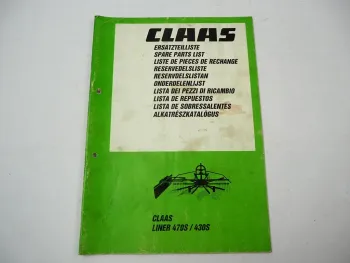 CLAAS
ERSATZTEILLISTE
SPARE PARTS LIST
LISTE DE PIECES DE RECHANGE
RESERVEDELSLISTE
RESERVDELSLISTAN
ONDERDELENLIJST
LISTA DEI PEZZI DI RICAMBIO
LISTA DE REPUESTOS
LISTA DE SOBRESSALENTES
ALKATRÉSZKATALÓGUS
CLAAS
LINER 470S / 430S